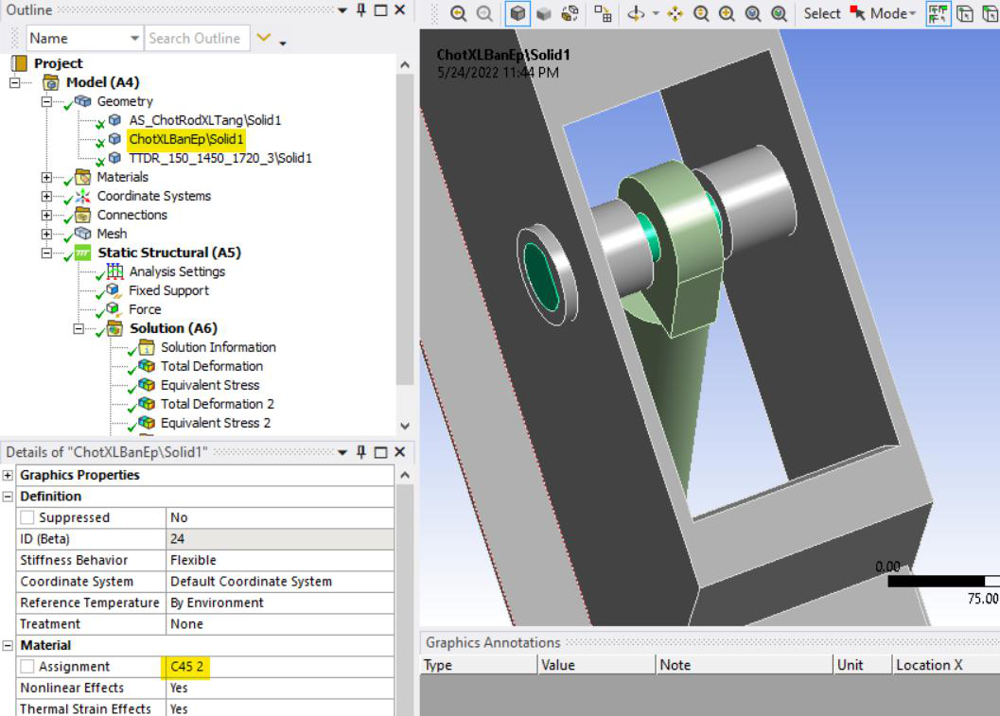 Outline
Name
Search Outline
Project
Model (A4)
Geometry
AS_ChotRodXLTang\Solid1
ChotXLBanEp\Solid1
TTDR_150_1450_1720_3\Solid1
Materials
Coordinate Systems
Connections
Mesh
Static Structural (A5)
Analysis Settings
Fixed Support
Force
Solution (A6)
Solution Information
Total Deformation
Equivalent Stress
Total Deformation 2
Equivalent Stress 2
Details of "ChotXLBanEp\Solid1"
Graphics Properties
Definition
Suppressed No
ID (Beta) 24
Stiffness Behavior Flexible
Coordinate System Default Coordinate System
Reference Temperature By Environment
Treatment None
Material
Assignment C45 2
Nonlinear Effects Yes
Thermal Strain Effects Yes
Select Mode
ChotXLBanEp\Solid1
5/24/2022 11:44 PM
0.00
75.00
Graphics Annotations
Type Value Note Unit Location X